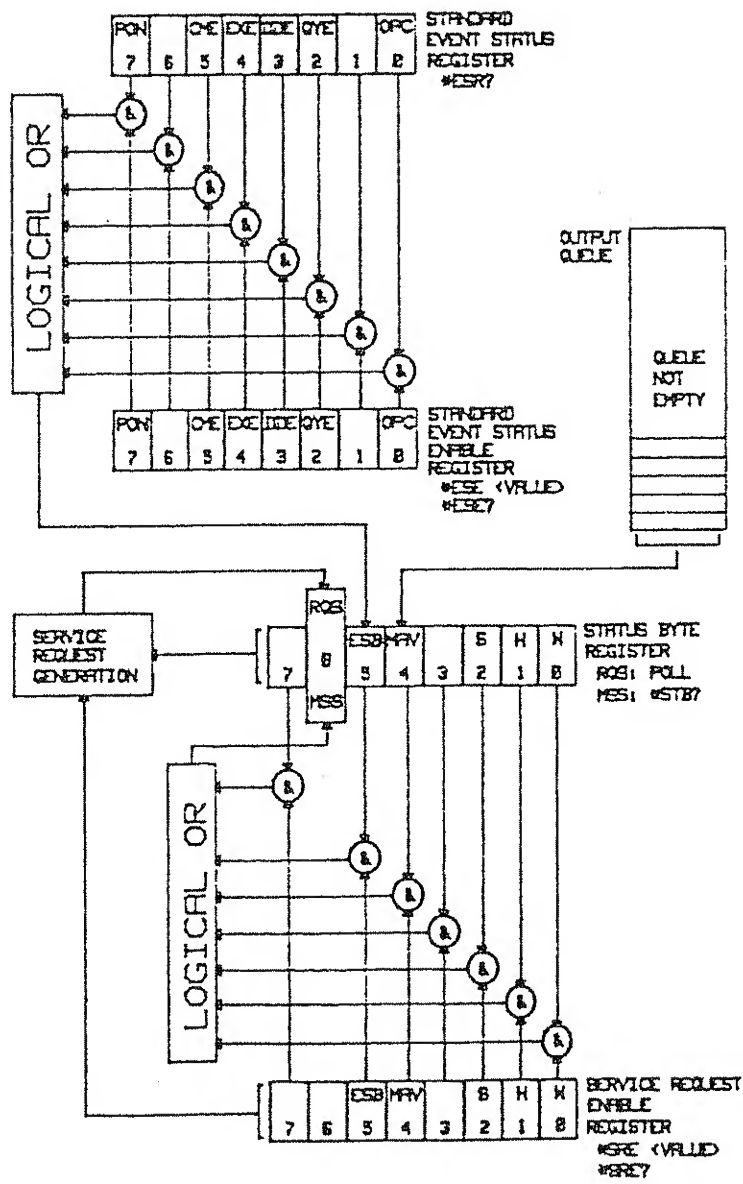 PON CME EXE DDE QYE OPC
7 6 5 4 3 2 1 0
STANDARD
EVENT STATUS
REGISTER
*ESR?
& & & & & & & &
LOGICAL OR
OUTPUT
QUEUE
QUEUE
NOT
EMPTY
PON CME EXE DDE QYE OPC
7 6 5 4 3 2 1 0
STANDARD
EVENT STATUS
ENABLE
REGISTER
*ESE <VALUE>
*ESE?
SERVICE
REQUEST
GENERATION
RQS
6
MSS
ESB MAV
7 5 4 3 2 1 0
STATUS BYTE
REGISTER
RQS: POLL
MSS: *STB?
& & & & & & &
LOGICAL OR
ESB MAV
7 6 5 4 3 2 1 0
SERVICE REQUEST
ENABLE
REGISTER
*SRE <VALUE>
*SRE?